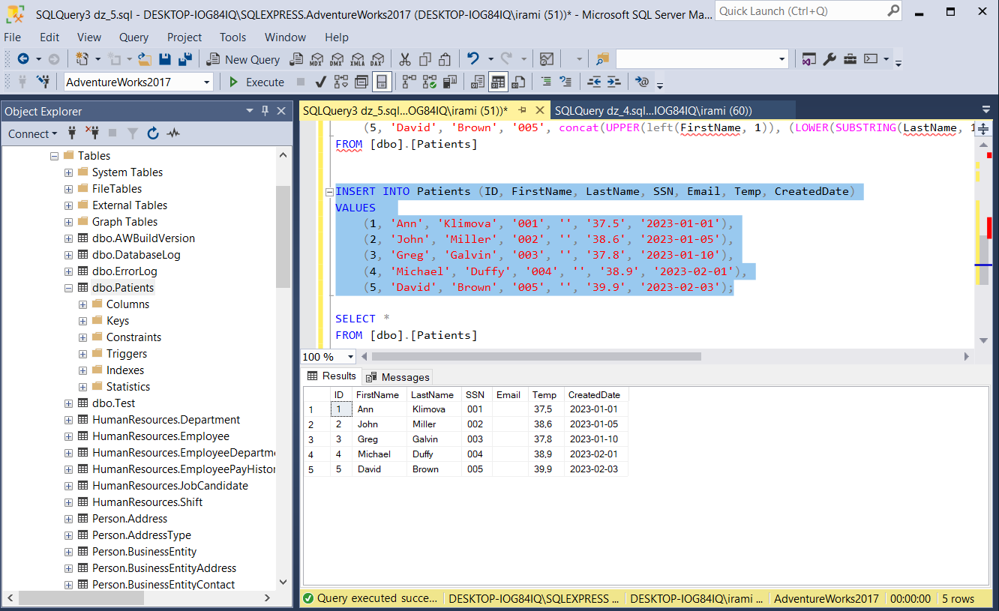 SQLQuery3 dz_5.sql - DESKTOP-IOG84IQ\SQLEXPRESS.AdventureWorks2017 (DESKTOP-IOG84IQ\irami (51))* - Microsoft SQL Server Ma...
Quick Launch (Ctrl+Q)
File Edit View Query Project Tools Window Help
New Query MDX DMX XMLA DAX
AdventureWorks2017 Execute
Object Explorer
Connect
Tables
System Tables
FileTables
External Tables
Graph Tables
dbo.AWBuildVersion
dbo.DatabaseLog
dbo.ErrorLog
dbo.Patients
Columns
Keys
Constraints
Triggers
Indexes
Statistics
dbo.Test
HumanResources.Department
HumanResources.Employee
HumanResources.EmployeeDepartme
HumanResources.EmployeePayHistor
HumanResources.JobCandidate
HumanResources.Shift
Person.Address
Person.AddressType
Person.BusinessEntity
Person.BusinessEntityAddress
Person.BusinessEntityContact
SQLQuery3 dz_5.sql...OG84IQ\irami (51))* SQLQuery dz_4.sql...IOG84IQ\irami (60))
(5, 'David', 'Brown', '005', concat(UPPER(left(FirstName, 1)), (LOWER(SUBSTRING(LastName, 1
FROM [dbo].[Patients]
INSERT INTO Patients (ID, FirstName, LastName, SSN, Email, Temp, CreatedDate)
VALUES
(1, 'Ann', 'Klimova', '001', '', '37.5', '2023-01-01'),
(2, 'John', 'Miller', '002', '', '38.6', '2023-01-05'),
(3, 'Greg', 'Galvin', '003', '', '37.8', '2023-01-10'),
(4, 'Michael', 'Duffy', '004', '', '38.9', '2023-02-01'),
(5, 'David', 'Brown', '005', '', '39.9', '2023-02-03');
SELECT *
FROM [dbo].[Patients]
100 %
Results Messages
ID FirstName LastName SSN Email Temp CreatedDate
1 1 Ann Klimova 001 37,5 2023-01-01
2 2 John Miller 002 38,6 2023-01-05
3 3 Greg Galvin 003 37,8 2023-01-10
4 4 Michael Duffy 004 38,9 2023-02-01
5 5 David Brown 005 39,9 2023-02-03
Query executed succe... DESKTOP-IOG84IQ\SQLEXPRESS ... DESKTOP-IOG84IQ\irami ... AdventureWorks2017 00:00:00 5 rows